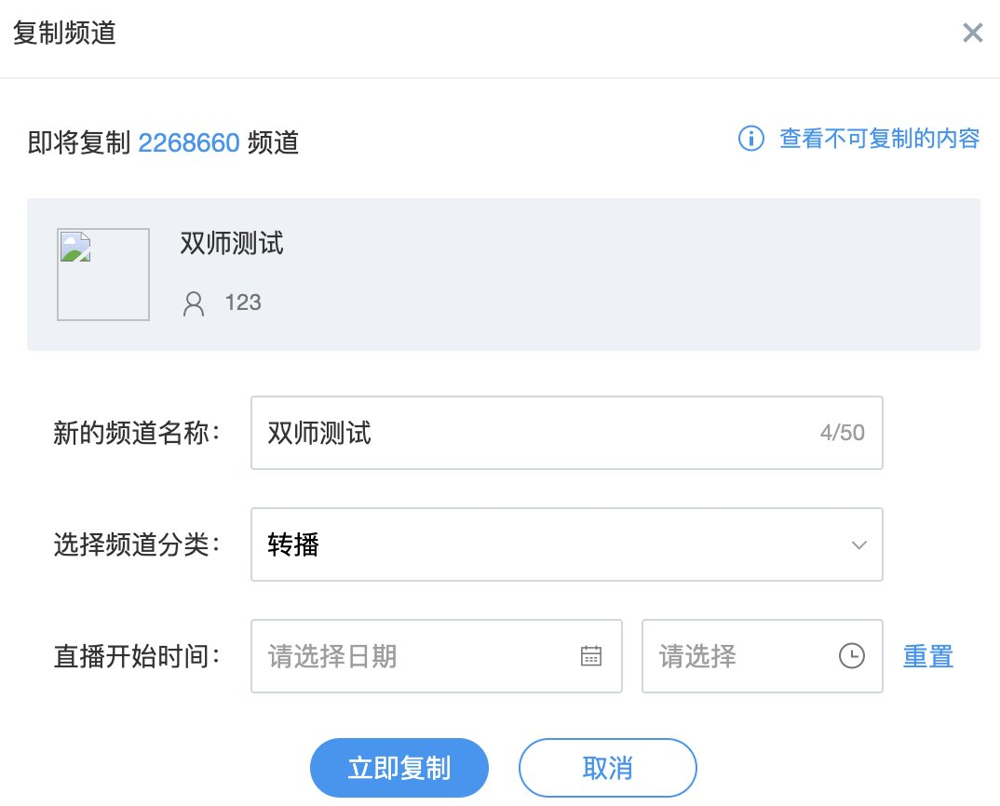 复制频道
即将复制 2268660 频道
查看不可复制的内容
双师测试
123
新的频道名称：
双师测试
4/50
选择频道分类：
转播
直播开始时间：
请选择日期
请选择
重置
立即复制
取消